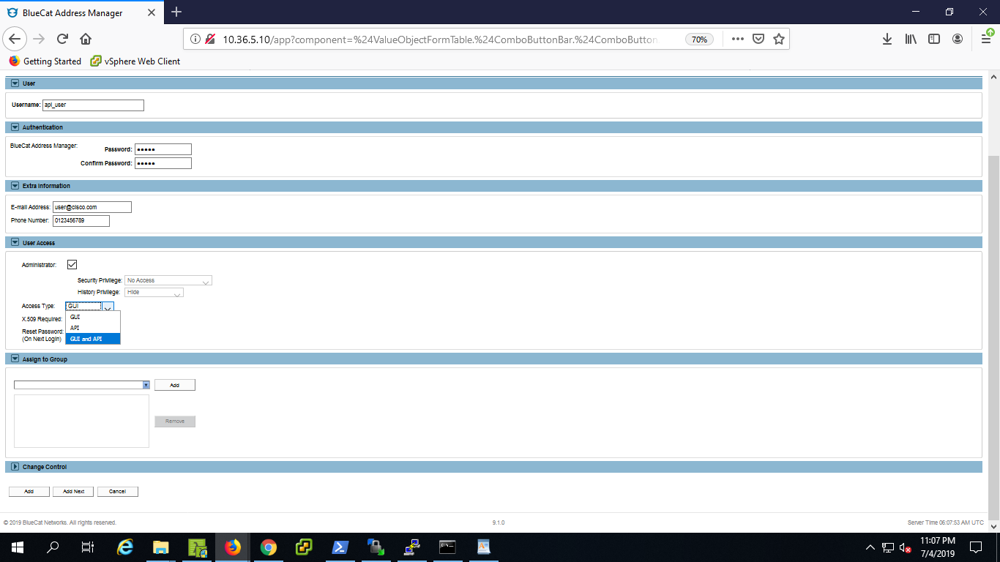 BlueCat Address Manager
10.36.5.10/app?component=%24ValueObjectFormTable.%24ComboButtonBar.%24ComboButton
70%
Getting Started vSphere Web Client
User
Username: api_user
Authentication
BlueCat Address Manager:
Password: •••••
Confirm Password: •••••
Extra Information
E-mail Address: user@cisco.com
Phone Number: 0123456789
User Access
Administrator:
Security Privilege: No Access
History Privilege: Hide
Access Type: GUI
GUI
X.509 Required:
API
Reset Password:
(On Next Login)
GUI and API
Assign to Group
Add
Remove
Change Control
Add Add Next Cancel
© 2019 BlueCat Networks. All rights reserved. 9.1.0 Server Time 06:07:53 AM UTC
11:07 PM
7/4/2019